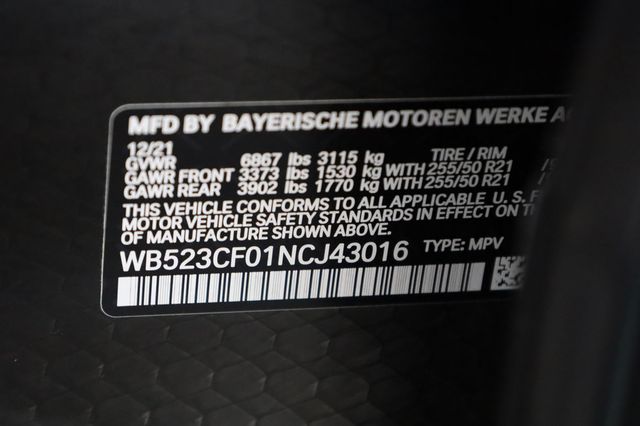 MFD BY BAYERISCHE MOTOREN WERKE
12/21 TIRE / RIM
GVWR 6867 lbs 3115 kg
GAWR FRONT 3373 lbs 1530 kg WITH 255/50 R21
GAWR REAR 3902 lbs 1770 kg WITH 255/50 R21
THIS VEHICLE CONFORMS TO ALL APPLICABLE U. S. F
MOTOR VEHICLE SAFETY STANDARDS IN EFFECT ON
OF MANUFACTURE SHOWN ABOVE.
WB523CF01NCJ43016 TYPE: MPV